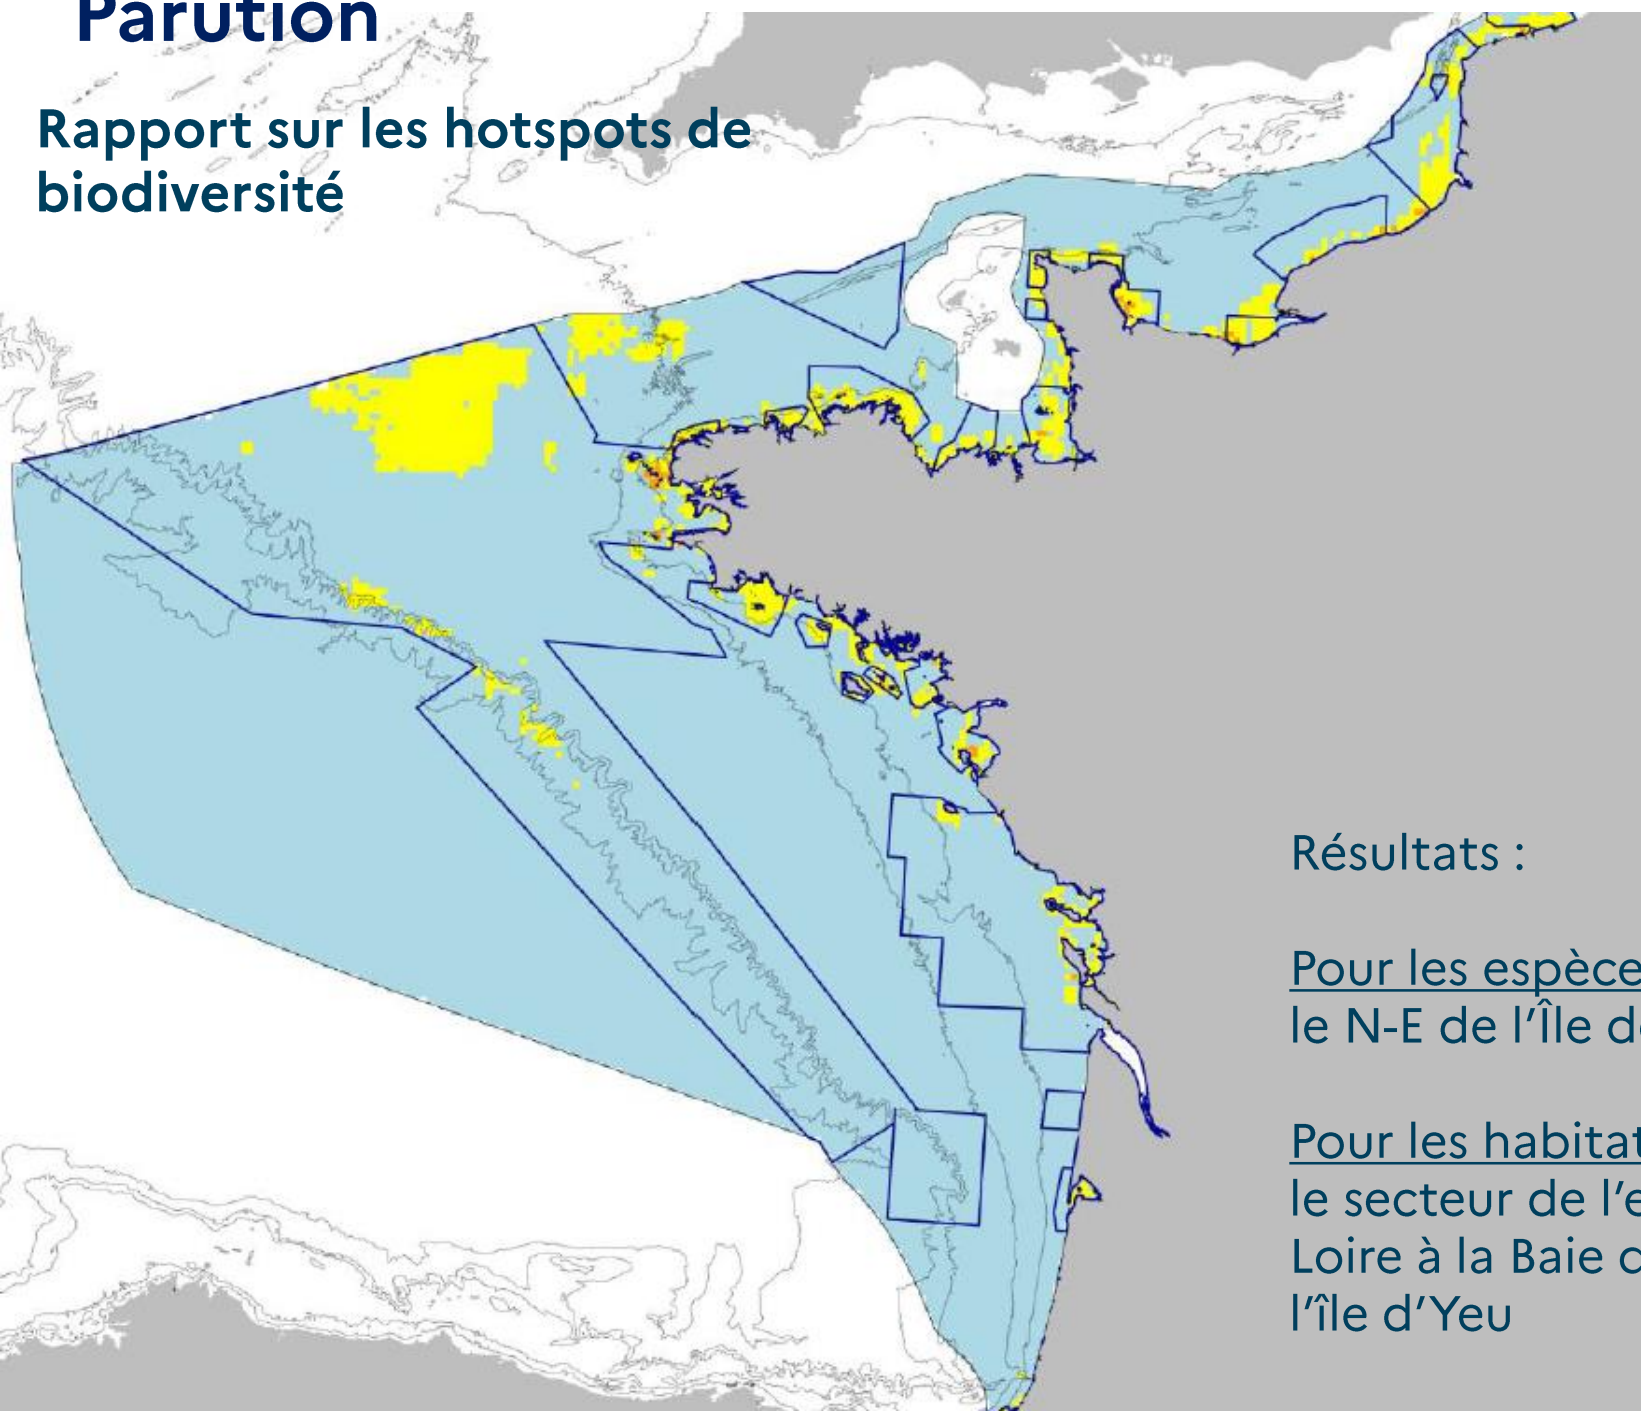 Parution
Rapport sur les hotspots de
biodiversité
Résultats :
Pour les espèce
le N-E de l'Île d
Pour les habitat
le secteur de l'e
Loire à la Baie d
l'île d'Yeu